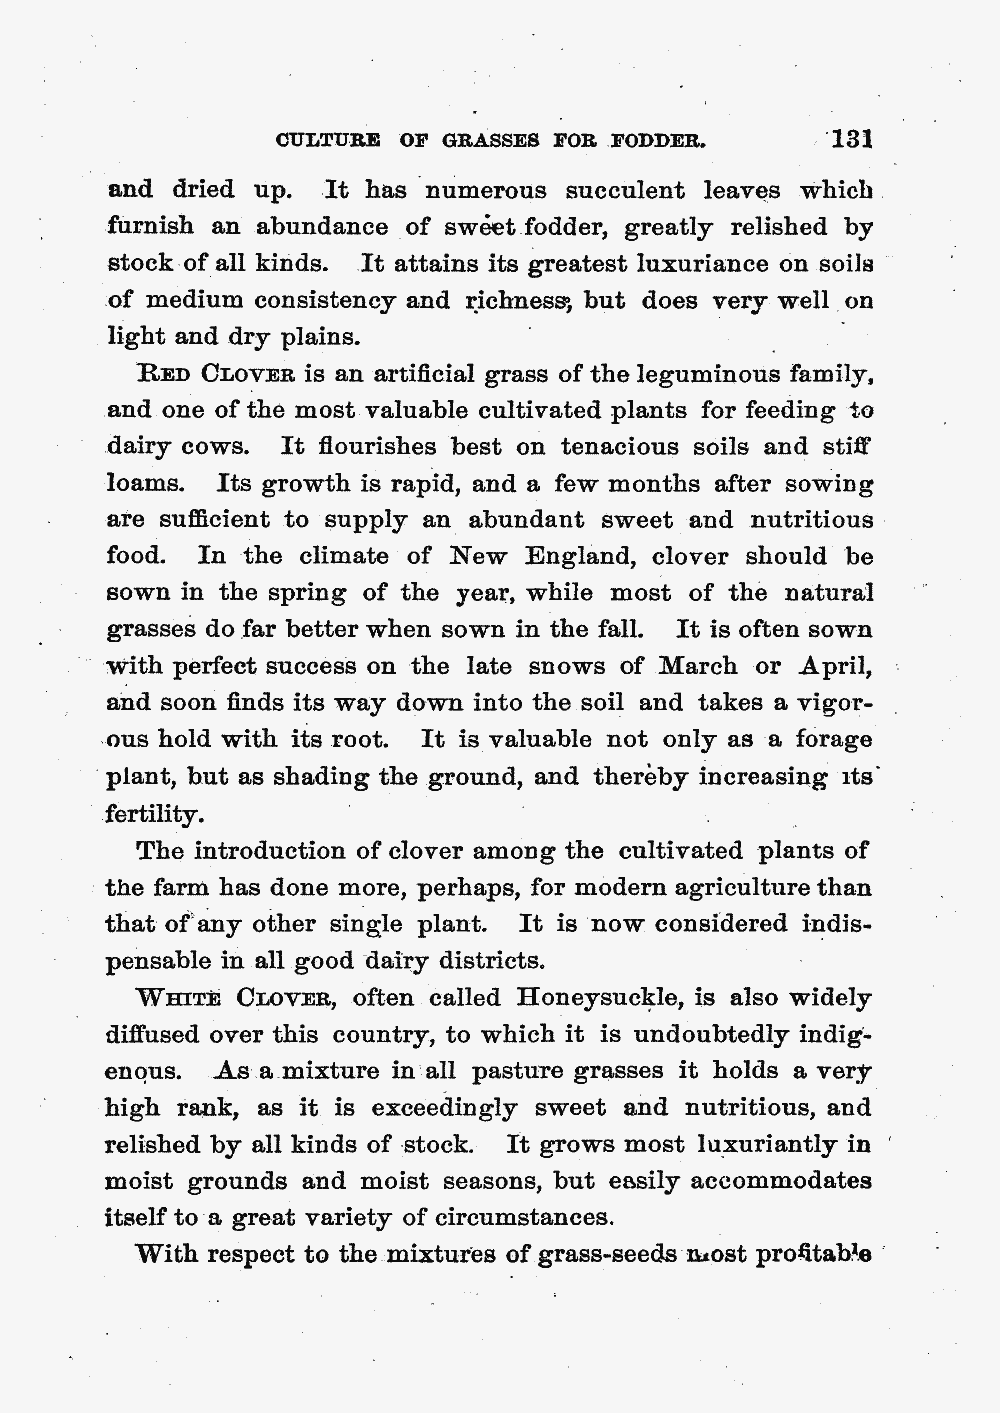 CULTURE OF GRASSES FOR FODDER. 131
and dried up. It has numerous succulent leaves which
furnish an abundance of sweet fodder, greatly relished by
stock of all kinds. It attains its greatest luxuriance on soils
of medium consistency and richness, but does very well on
light and dry plains.
RED CLOVER is an artificial grass of the leguminous family,
and one of the most valuable cultivated plants for feeding to
dairy cows. It flourishes best on tenacious soils and stiff
loams. Its growth is rapid, and a few months after sowing
are sufficient to supply an abundant sweet and nutritious
food. In the climate of New England, clover should be
sown in the spring of the year, while most of the natural
grasses do far better when sown in the fall. It is often sown
with perfect success on the late snows of March or April,
and soon finds its way down into the soil and takes a vigor-
ous hold with its root. It is valuable not only as a forage
plant, but as shading the ground, and thereby increasing its
fertility.
The introduction of clover among the cultivated plants of
the farm has done more, perhaps, for modern agriculture than
that of any other single plant. It is now considered indis-
pensable in all good dairy districts.
WHITE CLOVER, often called Honeysuckle, is also widely
diffused over this country, to which it is undoubtedly indig-
enous. As a mixture in all pasture grasses it holds a very
high rank, as it is exceedingly sweet and nutritious, and
relished by all kinds of stock. It grows most luxuriantly in
moist grounds and moist seasons, but easily accommodates
itself to a great variety of circumstances.
With respect to the mixtures of grass-seeds most profitable